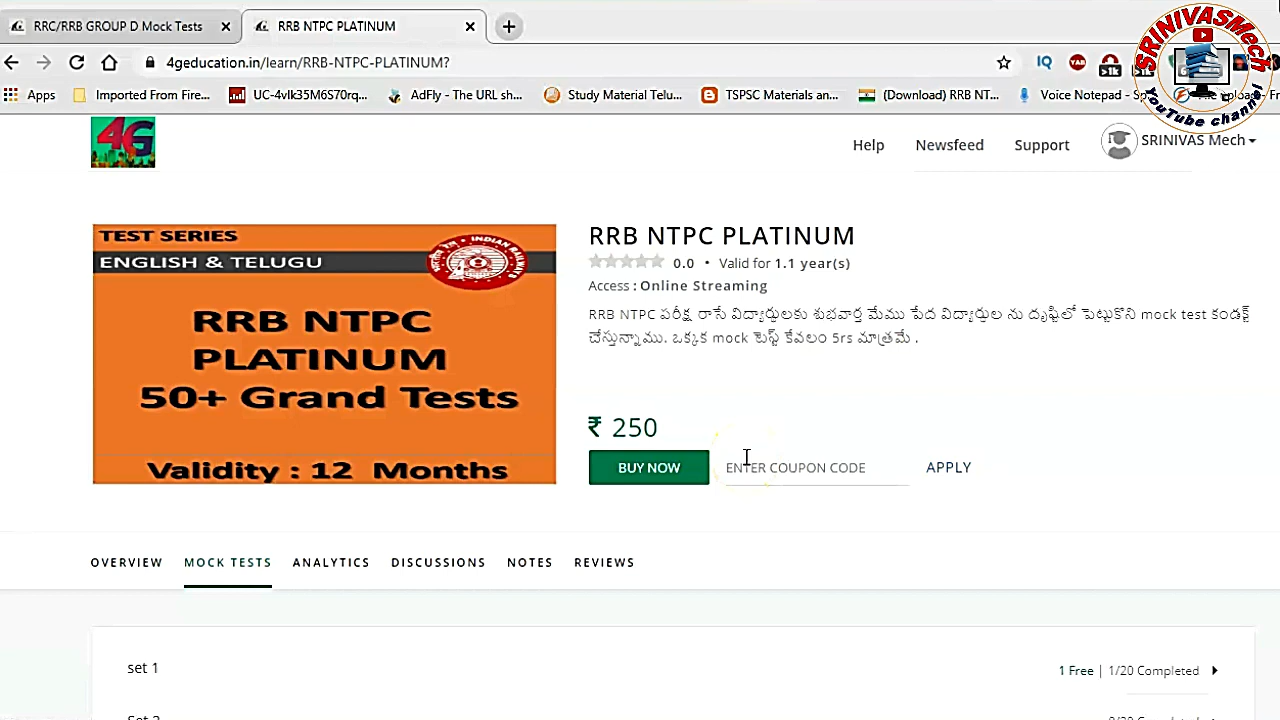 RRC/RRB GROUP D Mock Tests
RRB NTPC PLATINUM
4geducation.in/learn/RRB-NTPC-PLATINUM?
Apps
Imported From Fire...
UC-4vlk35M6S70rq...
AdFly - The URL sh...
Study Material Telu...
TSPSC Materials an...
(Download) RRB NT...
Voice Notepad - Sp
SRINIVASMech
YouTube channel
4G
Help
Newsfeed
Support
SRINIVAS Mech
TEST SERIES
ENGLISH & TELUGU
INDIAN RAILWAYS
RRB NTPC
PLATINUM
50+ Grand Tests
Validity : 12 Months
RRB NTPC PLATINUM
0.0 • Valid for 1.1 year(s)
Access : Online Streaming
RRB NTPC పరీక్ష రాసే విద్యార్థులకు శుభవార్త మేము పేద విద్యార్థుల ను దృష్టిలో పెట్టుకొని mock test కండక్ట్
చేస్తున్నాము. ఒక్కక mock టెస్ట్ కేవలం 5rs మాత్రమే .
₹ 250
BUY NOW
ENTER COUPON CODE
APPLY
OVERVIEW
MOCK TESTS
ANALYTICS
DISCUSSIONS
NOTES
REVIEWS
set 1
1 Free | 1/20 Completed